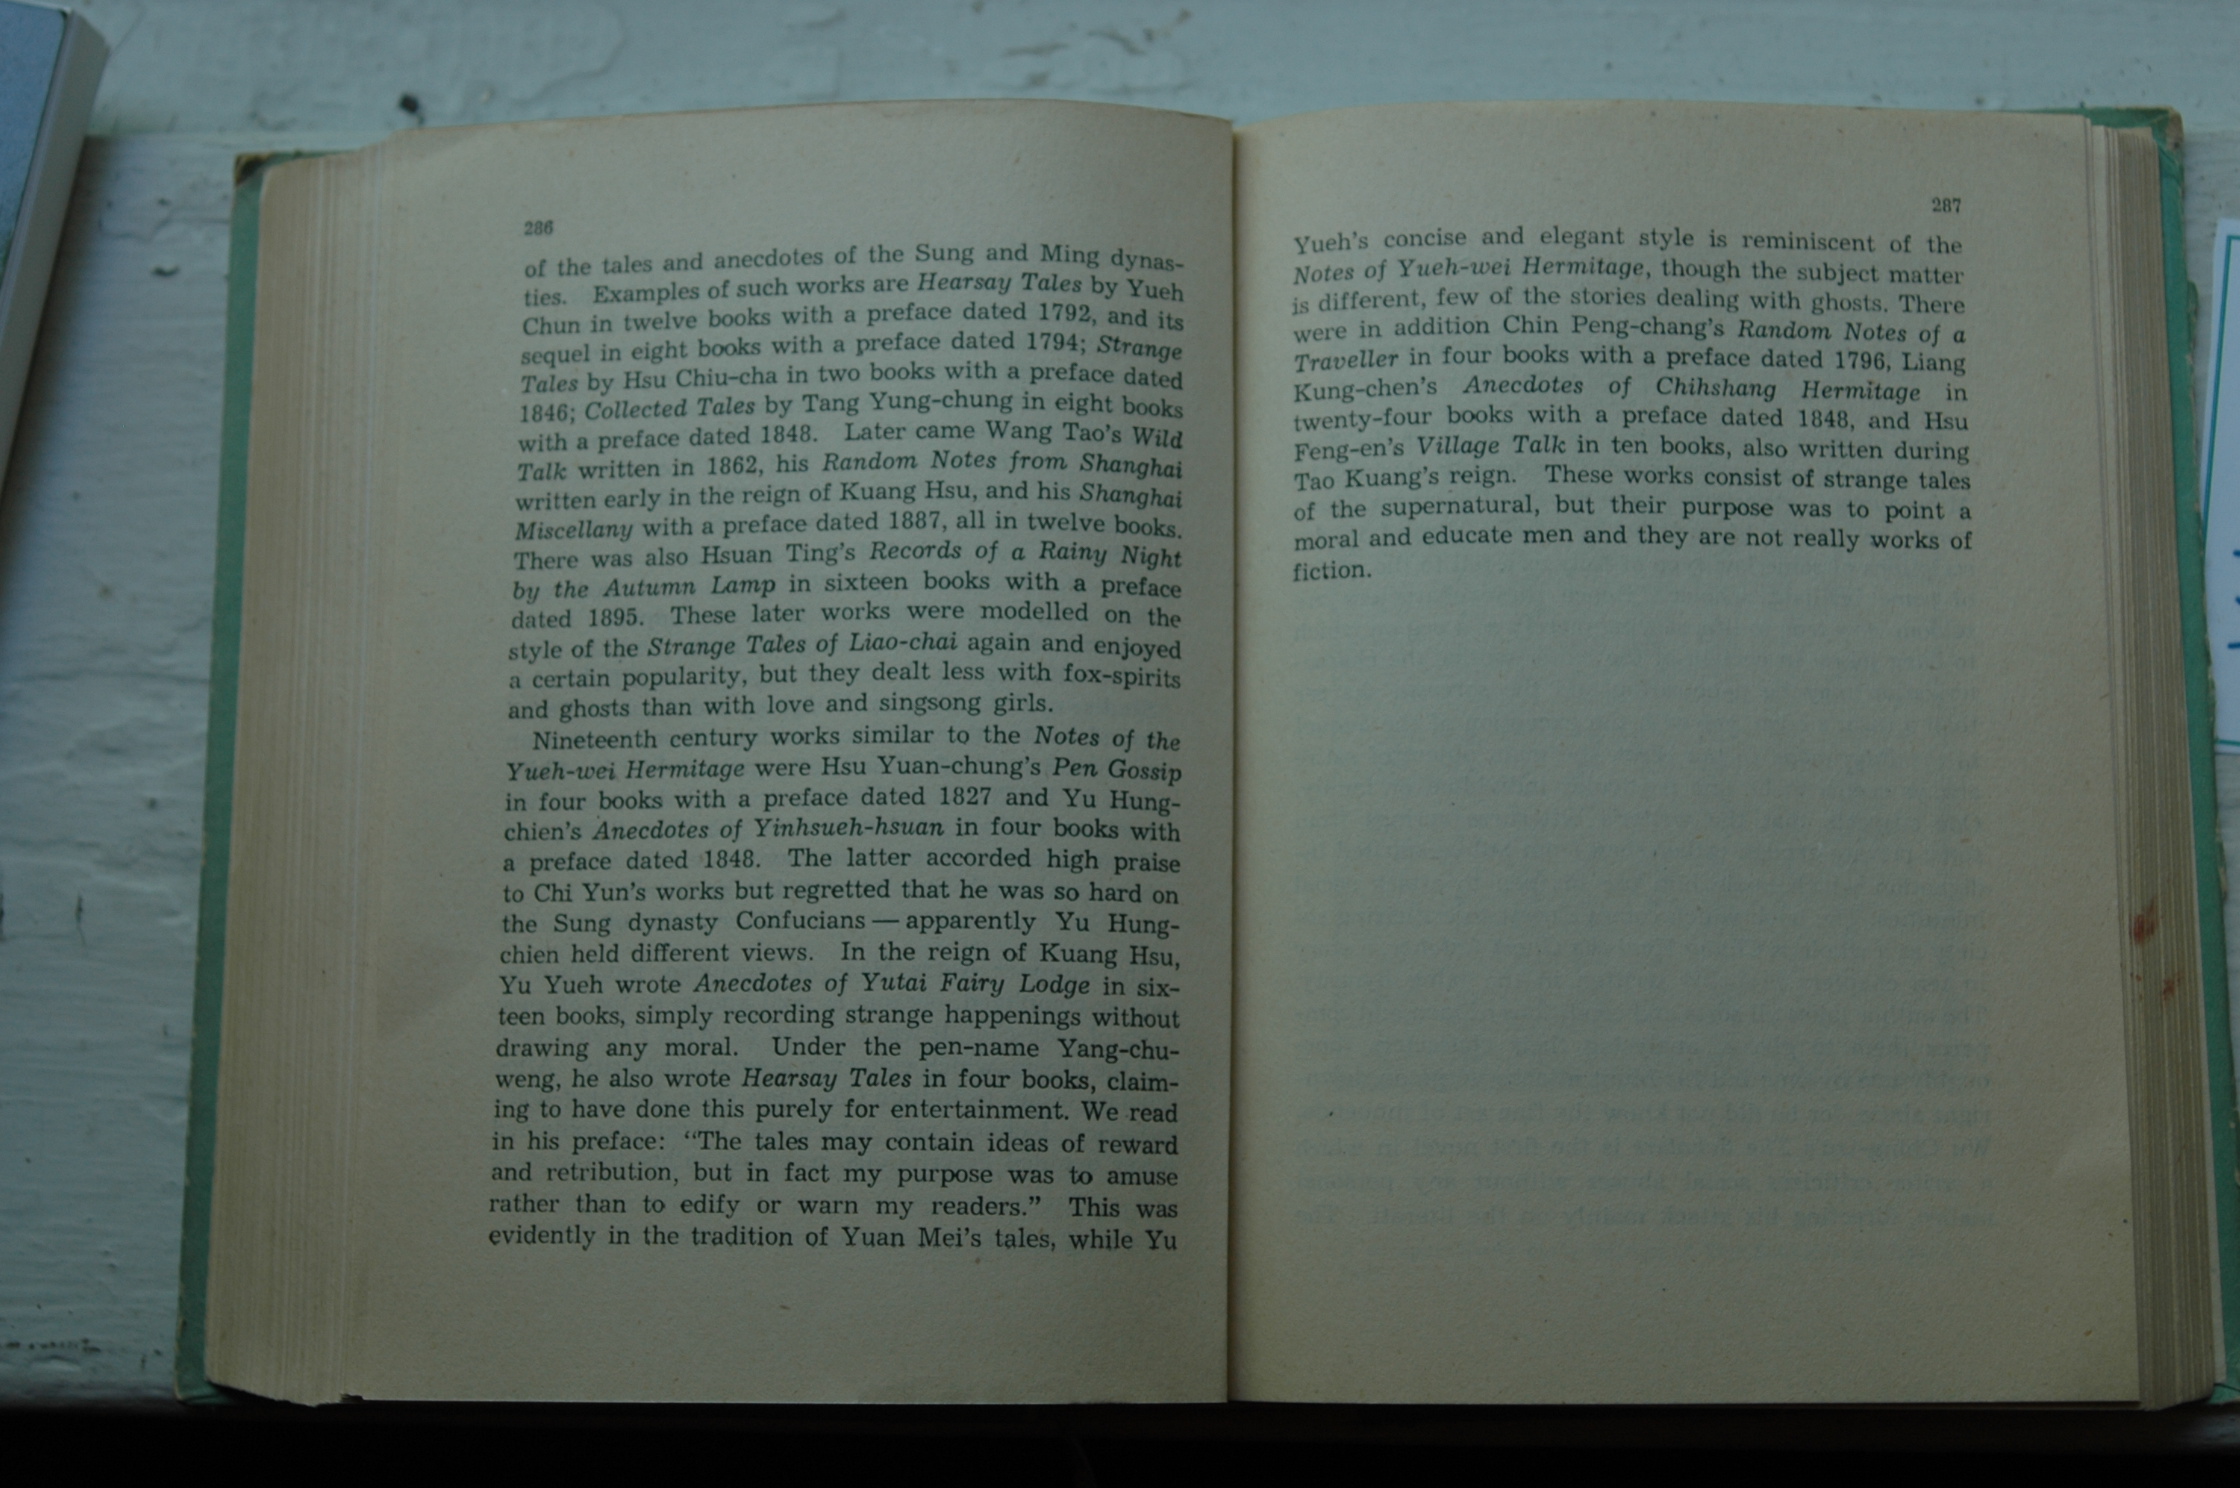 286
of the tales and anecdotes of the Sung and Ming dynas-
ties. Examples of such works are Hearsay Tales by Yueh
Chun in twelve books with a preface dated 1792, and its
sequel in eight books with a preface dated 1794; Strange
Tales by Hsu Chiu-cha in two books with a preface dated
1846; Collected Tales by Tang Yung-chung in eight books
with a preface dated 1848. Later came Wang Tao's Wild
Talk written in 1862, his Random Notes from Shanghai
written early in the reign of Kuang Hsu, and his Shanghai
Miscellany with a preface dated 1887, all in twelve books.
There was also Hsuan Ting's Records of a Rainy Night
by the Autumn Lamp in sixteen books with a preface
dated 1895. These later works were modelled on the
style of the Strange Tales of Liao-chai again and enjoyed
a certain popularity, but they dealt less with fox-spirits
and ghosts than with love and singsong girls.
Nineteenth century works similar to the Notes of the
Yueh-wei Hermitage were Hsu Yuan-chung's Pen Gossip
in four books with a preface dated 1827 and Yu Hung-
chien's Anecdotes of Yinhsueh-hsuan in four books with
a preface dated 1848. The latter accorded high praise
to Chi Yun's works but regretted that he was so hard on
the Sung dynasty Confucians — apparently Yu Hung-
chien held different views. In the reign of Kuang Hsu,
Yu Yueh wrote Anecdotes of Yutai Fairy Lodge in six-
teen books, simply recording strange happenings without
drawing any moral. Under the pen-name Yang-chu-
weng, he also wrote Hearsay Tales in four books, claim-
ing to have done this purely for entertainment. We read
in his preface: "The tales may contain ideas of reward
and retribution, but in fact my purpose was to amuse
rather than to edify or warn my readers." This was
evidently in the tradition of Yuan Mei's tales, while Yu
287
Yueh's concise and elegant style is reminiscent of the
Notes of Yueh-wei Hermitage, though the subject matter
is different, few of the stories dealing with ghosts. There
were in addition Chin Peng-chang's Random Notes of a
Traveller in four books with a preface dated 1796, Liang
Kung-chen's Anecdotes of Chihshang Hermitage in
twenty-four books with a preface dated 1848, and Hsu
Feng-en's Village Talk in ten books, also written during
Tao Kuang's reign. These works consist of strange tales
of the supernatural, but their purpose was to point a
moral and educate men and they are not really works of
fiction.